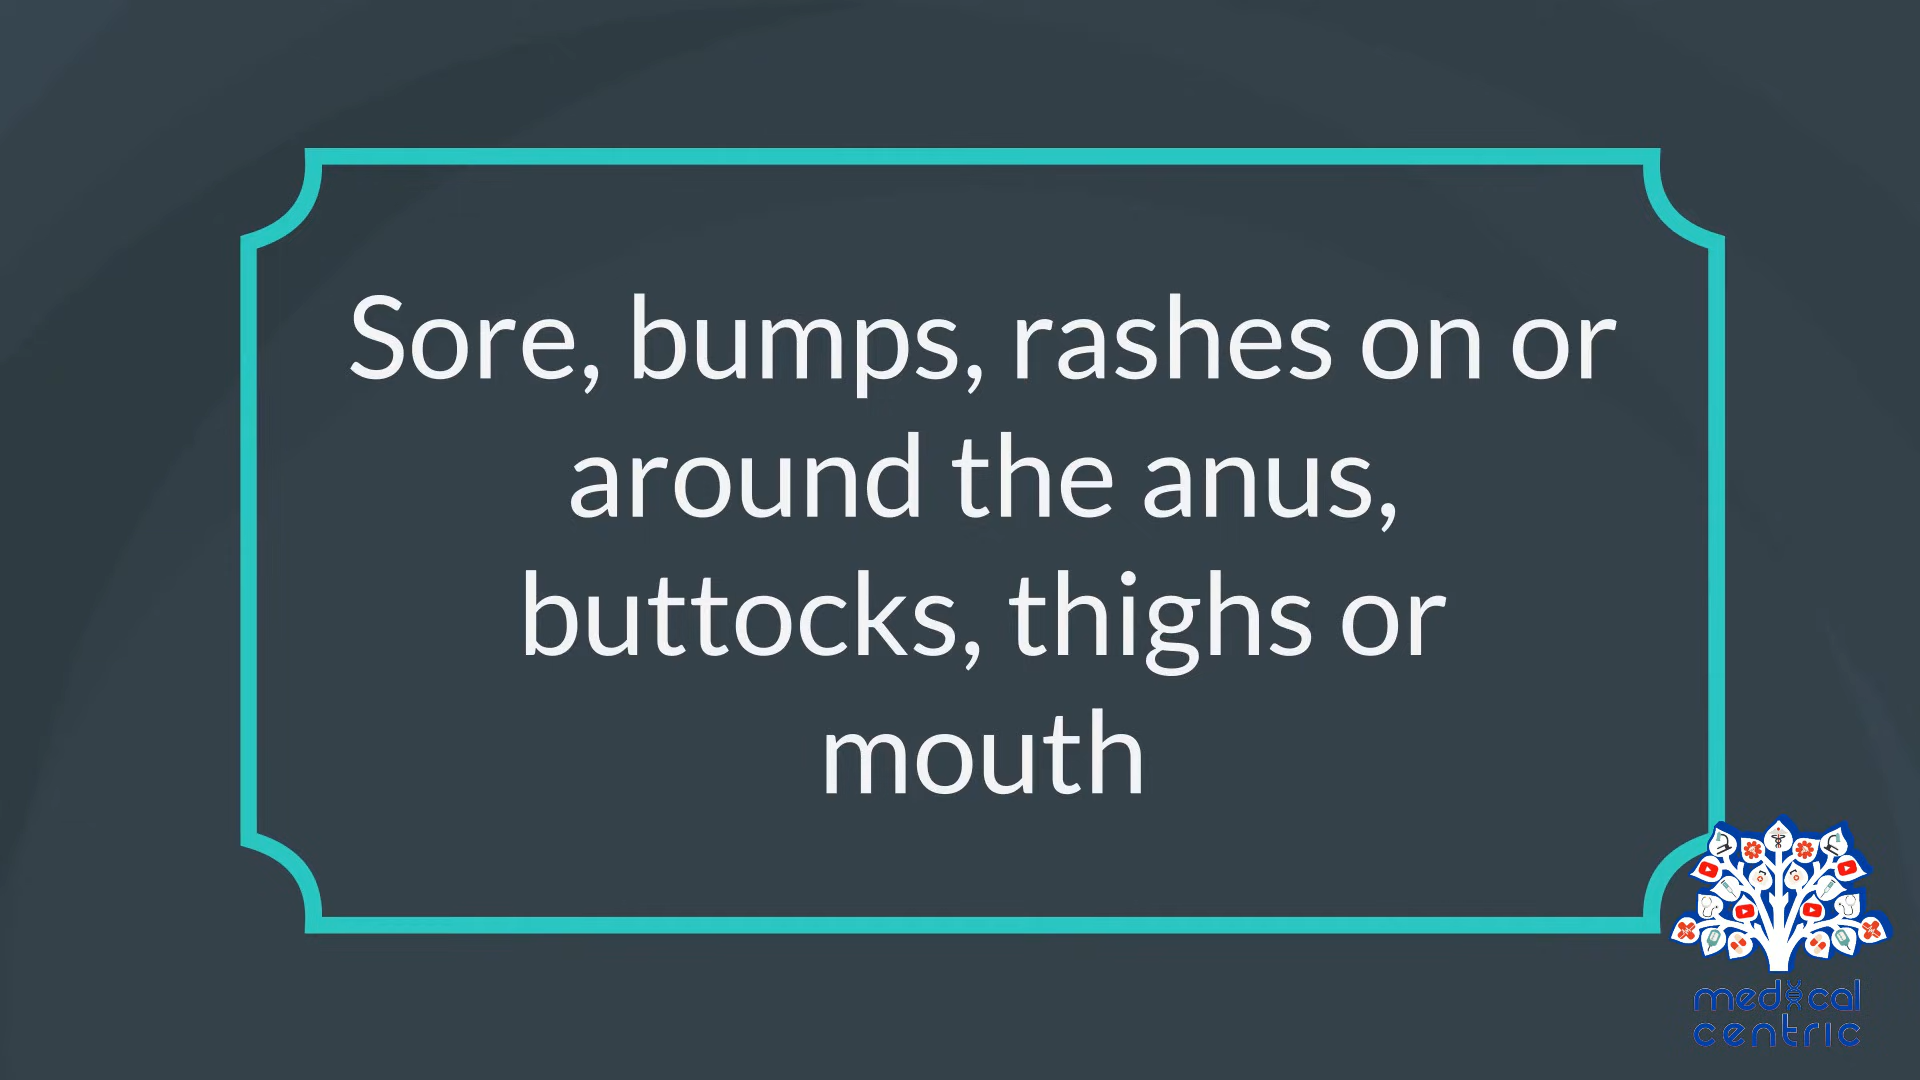 Sore, bumps, rashes on or
around the anus,
buttocks, thighs or
mouth
medical
centric